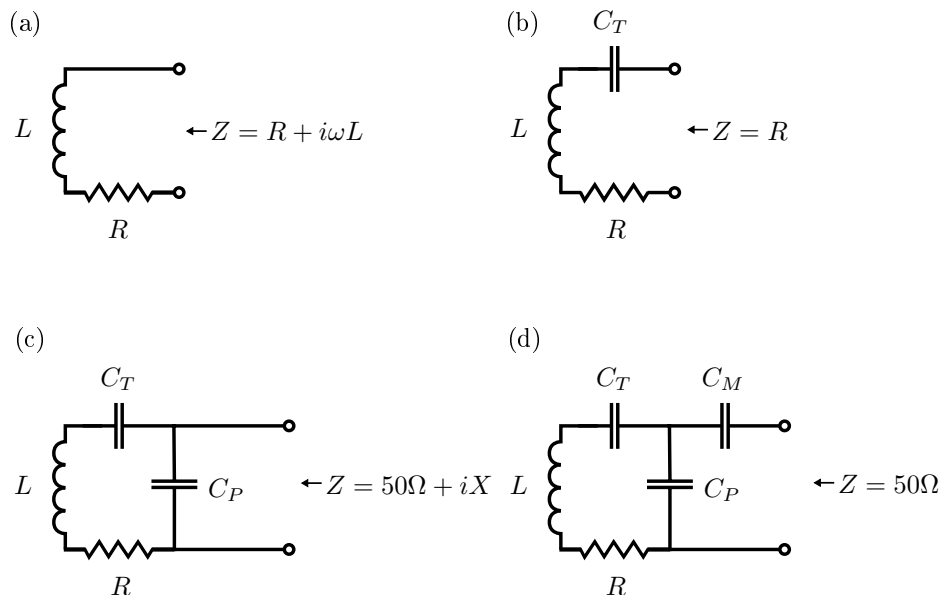 (a)
L
←Z = R + iωL
R
(b)
C_T
L
←Z = R
R
(c)
C_T
L
C_P
←Z = 50Ω + iX
R
(d)
C_T
C_M
L
C_P
←Z = 50Ω
R